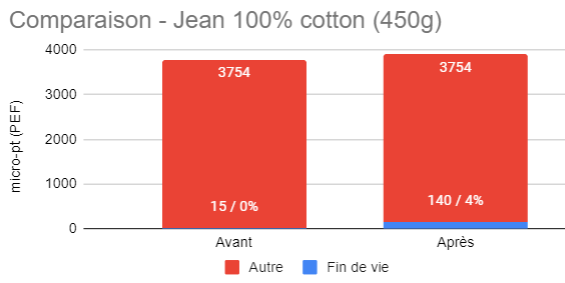 Comparaison - Jean 100% cotton (450g)
micro-pt (PEF)
4000
3000
2000
1000
0
3754
15 / 0%
3754
140 / 4%
Avant
Après
Autre
Fin de vie